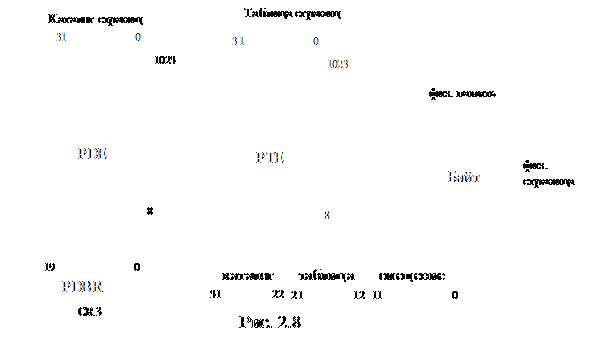 Каталог страниц
Таблица страниц
31 0
31 0
1023
1023
физ. память
PDE
PTE
Байт
физ.
страница
8
8
19 0
каталог таблица смещение
PDBR
31 22 21 12 11 0
CR3
Рис. 2.8